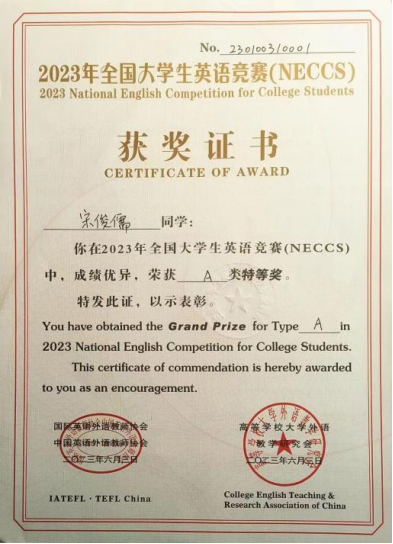 No. 230100310001
2023年全国大学生英语竞赛(NECCS)
2023 National English Competition for College Students
获奖证书
CERTIFICATE OF AWARD
宋俊儒 同学:
你在2023年全国大学生英语竞赛(NECCS)
中，成绩优异，荣获 A 类特等奖。
特发此证，以示表彰。
You have obtained the Grand Prize for Type A in
2023 National English Competition for College Students.
This certificate of commendation is hereby awarded
to you as an encouragement.
国际英语外语教师协会
中国英语外语教师协会
二〇二三年六月三日
IATEFL · TEFL China
高等学校大学外语
教学研究会
二〇二三年六月三日
College English Teaching &
Research Association of China